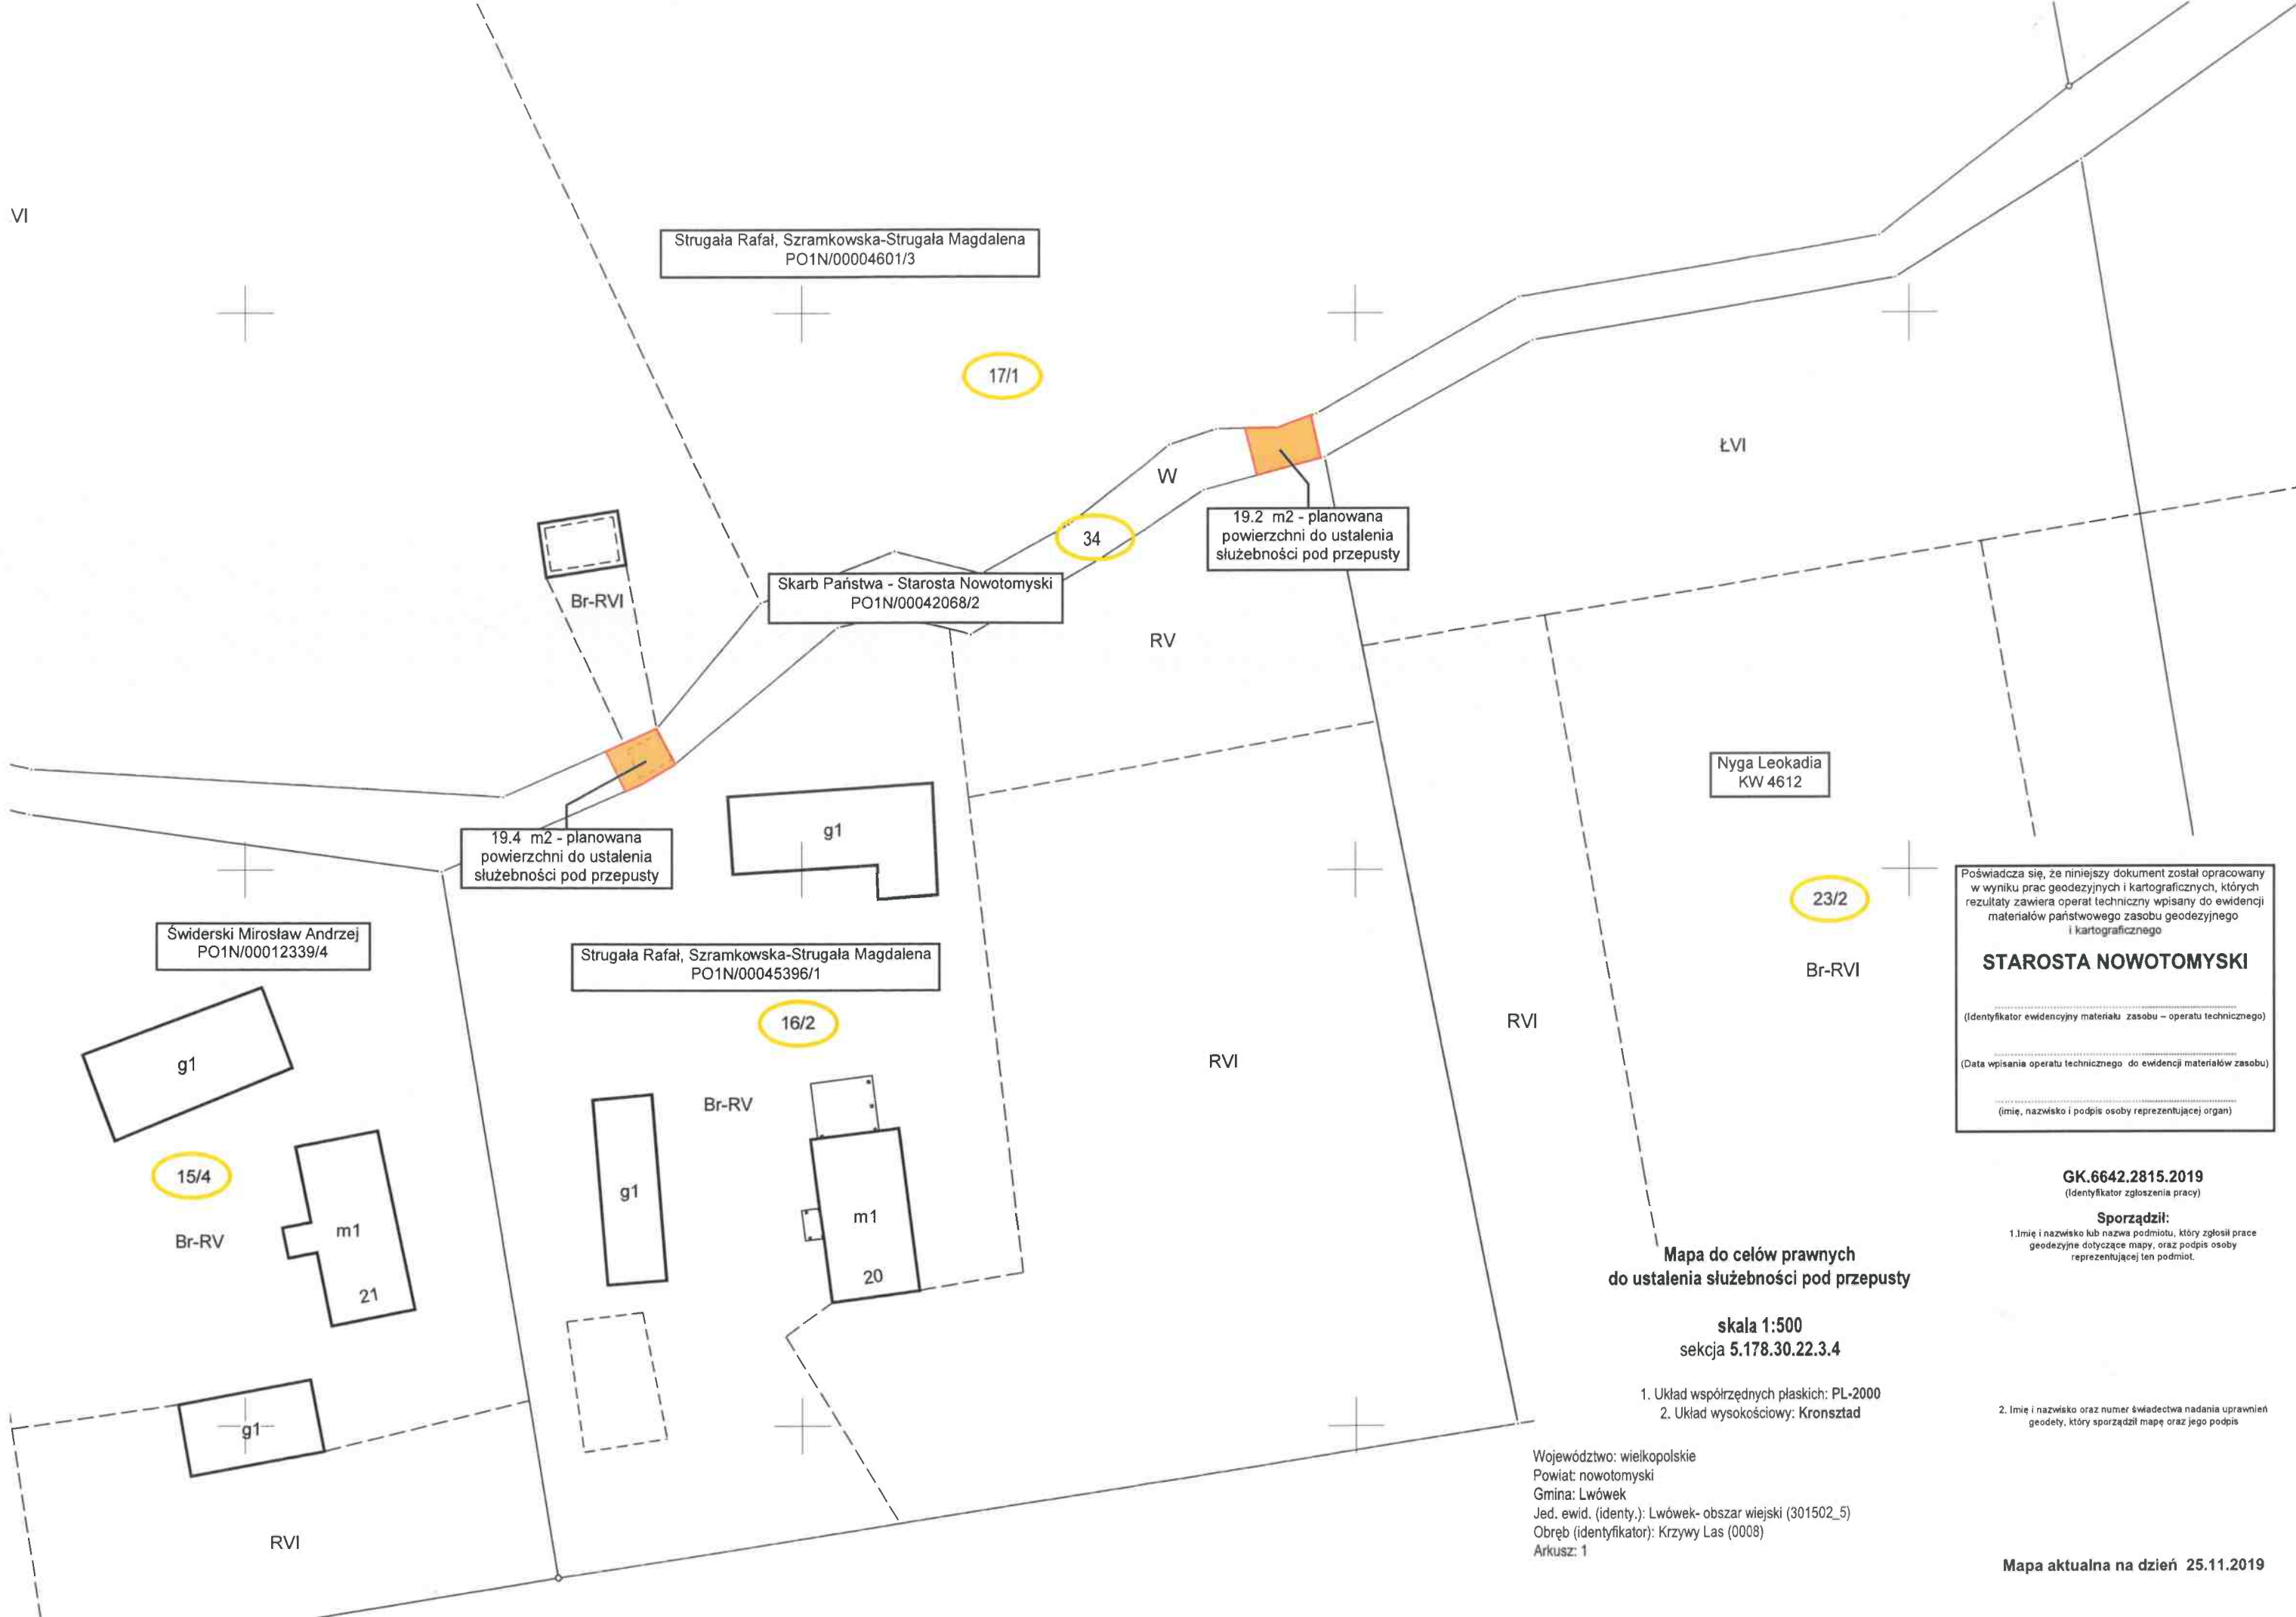 VI
Strugała Rafał, Szramkowska-Strugała Magdalena
PO1N/00004601/3
17/1
ŁVI
W
34
19.2 m2 - planowana
powierzchni do ustalenia
służebności pod przepusty
Br-RVI
Skarb Państwa - Starosta Nowotomyski
PO1N/00042068/2
RV
Nyga Leokadia
KW 4612
19.4 m2 - planowana
powierzchni do ustalenia
służebności pod przepusty
g1
23/2
Br-RVI
Świderski Mirosław Andrzej
PO1N/00012339/4
Strugała Rafał, Szramkowska-Strugała Magdalena
PO1N/00045396/1
16/2
RVI
RVI
g1
Br-RV
15/4
Br-RV
m1
21
g1
m1
20
g1
RVI
Poświadcza się, że niniejszy dokument został opracowany
w wyniku prac geodezyjnych i kartograficznych, których
rezultaty zawiera operat techniczny wpisany do ewidencji
materiałów państwowego zasobu geodezyjnego
i kartograficznego
STAROSTA NOWOTOMYSKI
(Identyfikator ewidencyjny materiału zasobu – operatu technicznego)
(Data wpisania operatu technicznego do ewidencji materiałów zasobu)
(imię, nazwisko i podpis osoby reprezentującej organ)
GK.6642.2815.2019
(Identyfikator zgłoszenia pracy)
Sporządził:
1.Imię i nazwisko lub nazwa podmiotu, który zgłosił prace
geodezyjne dotyczące mapy, oraz podpis osoby
reprezentującej ten podmiot.
Mapa do celów prawnych
do ustalenia służebności pod przepusty
skala 1:500
sekcja 5.178.30.22.3.4
1. Układ współrzędnych płaskich: PL-2000
2. Układ wysokościowy: Kronsztad
2. Imię i nazwisko oraz numer świadectwa nadania uprawnień
geodety, który sporządził mapę oraz jego podpis
Województwo: wielkopolskie
Powiat: nowotomyski
Gmina: Lwówek
Jed. ewid. (identy.): Lwówek- obszar wiejski (301502_5)
Obręb (identyfikator): Krzywy Las (0008)
Arkusz: 1
Mapa aktualna na dzień 25.11.2019